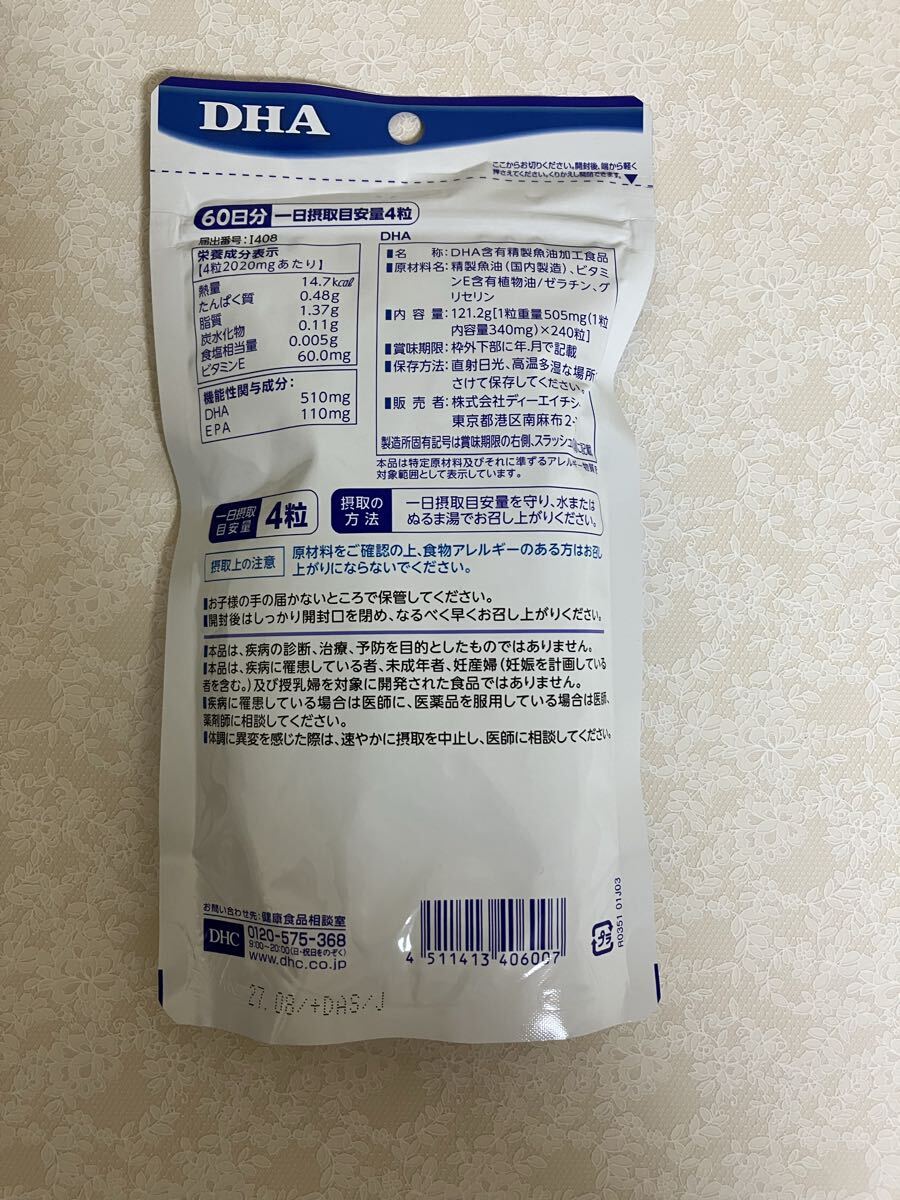 DHA
ここからお切りください。開封後、端から軽く
押さえてください。くりかえし開閉できます。▼
60日分 一日摂取目安量4粒
届出番号:I408
栄養成分表示
【4粒2020mgあたり】
熱量 14.7kcal
たんぱく質 0.48g
脂質 1.37g
炭水化物 0.11g
食塩相当量 0.005g
ビタミンE 60.0mg
機能性関与成分:
DHA 510mg
EPA 110mg
DHA
■名 称:DHA含有精製魚油加工食品
■原材料名:精製魚油(国内製造)、ビタミ
ンE含有植物油/ゼラチン、グ
リセリン
■内 容 量:121.2g[1粒重量505mg(1粒
内容量340mg)×240粒]
■賞味期限:枠外下部に年.月で記載
■保存方法:直射日光、高温多湿な場所
さけて保存してください。
■販 売 者:株式会社ディーエイチシ
東京都港区南麻布2-
製造所固有記号は賞味期限の右側、スラッシュ
本品は特定原材料及びそれに準ずるアレルギー物質を
対象範囲として表示しています。
一日摂取
目安量 4粒
摂取の
方法
一日摂取目安量を守り、水または
ぬるま湯でお召し上がりください。
摂取上の注意
原材料をご確認の上、食物アレルギーのある方はお召し
上がりにならないでください。
■お子様の手の届かないところで保管してください。
■開封後はしっかり開封口を閉め、なるべく早くお召し上がりください。
■本品は、疾病の診断、治療、予防を目的としたものではありません。
■本品は、疾病に罹患している者、未成年者、妊産婦(妊娠を計画している
者を含む。)及び授乳婦を対象に開発された食品ではありません。
■疾病に罹患している場合は医師に、医薬品を服用している場合は医師、
薬剤師に相談してください。
■体調に異変を感じた際は、速やかに摂取を中止し、医師に相談してください。
お問い合わせ先:健康食品相談室
DHC 0120-575-368
9:00~20:00(日・祝日をのぞく)
www.dhc.co.jp
4 511413 406007
プラ
R0351 01J03
27.08/+DAS/J